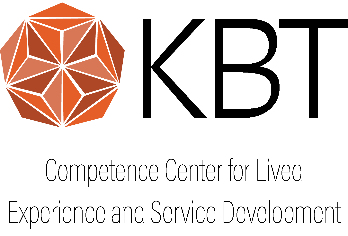 KBT
Competence Center for Lived
Experience and Service Development